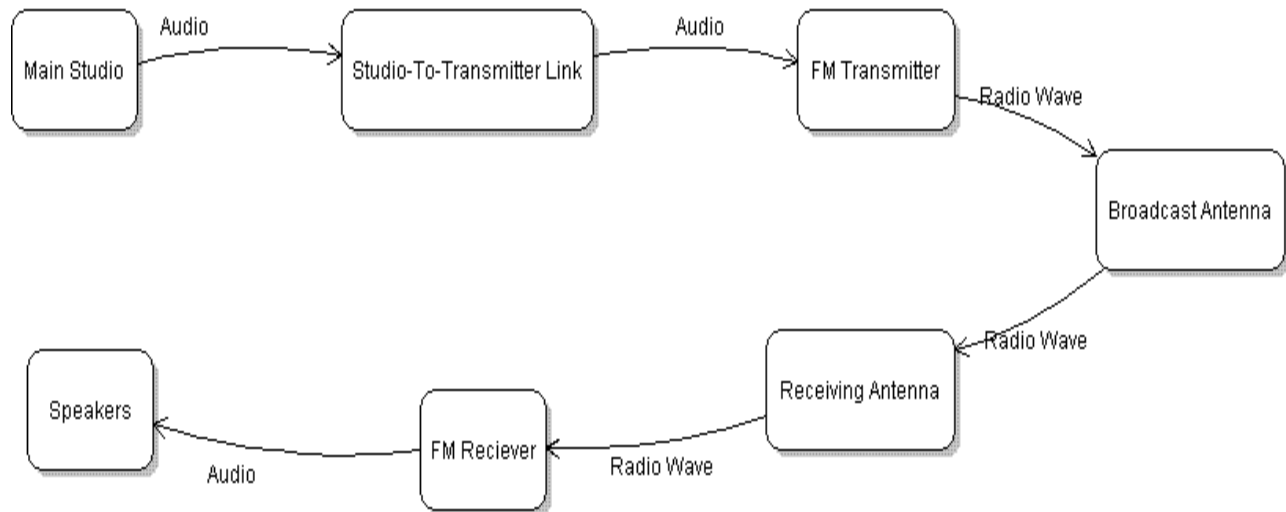 Audio
Main Studio
Studio-To-Transmitter Link
Audio
FM Transmitter
Radio Wave
Broadcast Antenna
Radio Wave
Receiving Antenna
Radio Wave
FM Reciever
Audio
Speakers